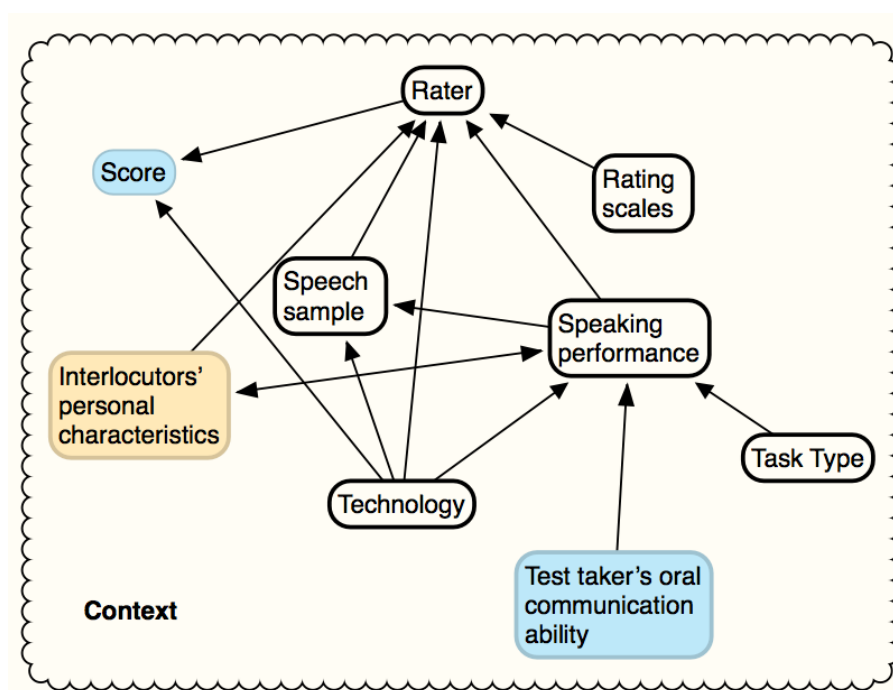 Rater
Score
Rating
scales
Speech
sample
Speaking
performance
Interlocutors’
personal
characteristics
Task Type
Technology
Test taker’s oral
communication
ability
Context